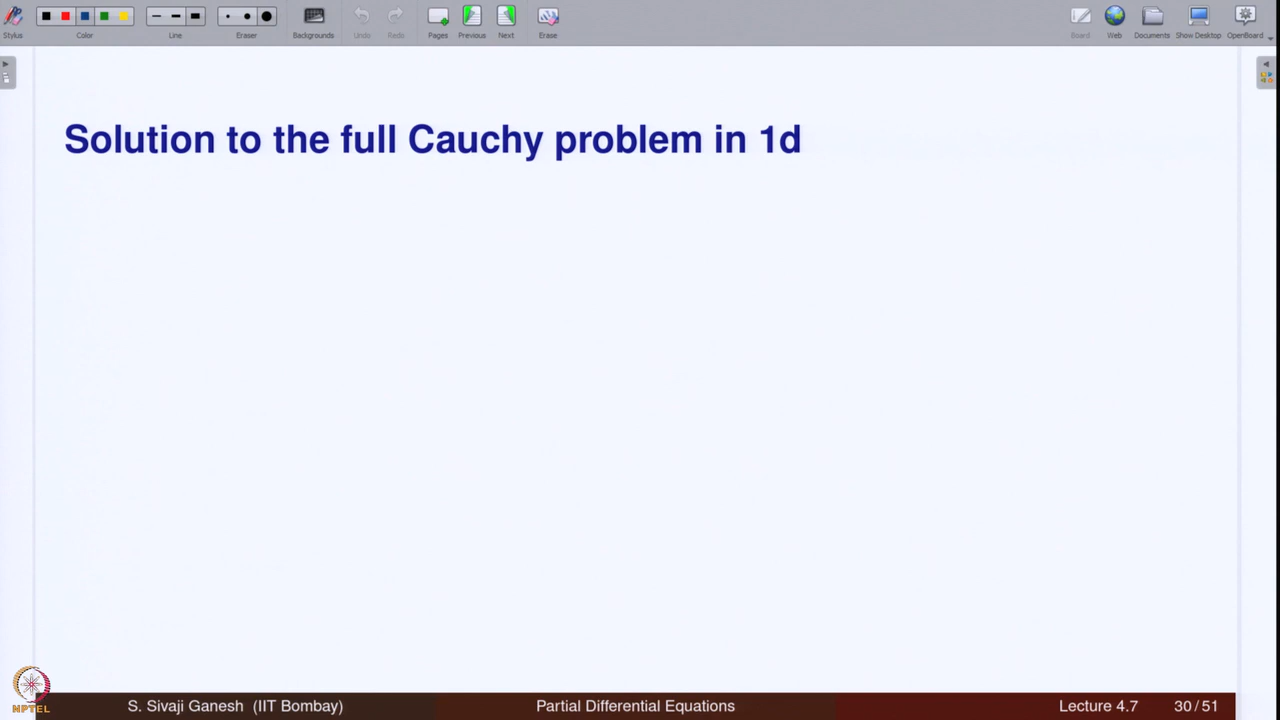 Stylus
Color
Line
Eraser
Backgrounds
Undo
Redo
Pages
Previous
Next
Erase
Board
Web
Documents
Show Desktop
OpenBoard
Solution to the full Cauchy problem in 1d
NPTEL
S. Sivaji Ganesh (IIT Bombay)
Partial Differential Equations
Lecture 4.7
30 / 51